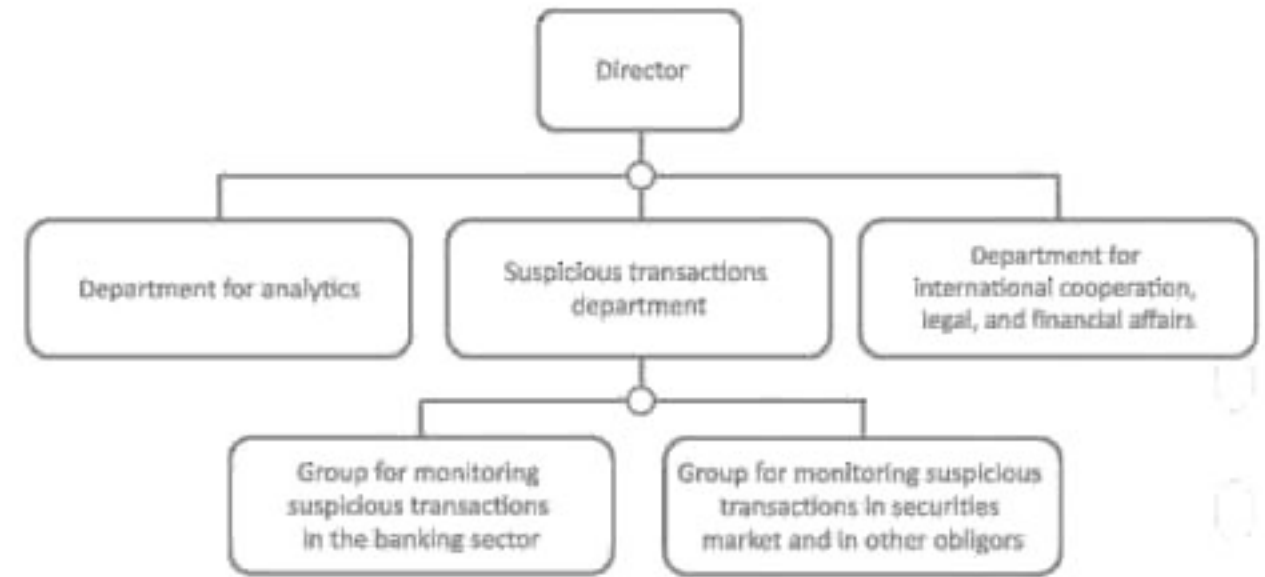 Director
Department for analytics
Suspicious transactions
department
Department for
international cooperation,
legal, and financial affairs
Group for monitoring
suspicious transactions
in the banking sector
Group for monitoring suspicious
transactions in securities
market and in other obligors